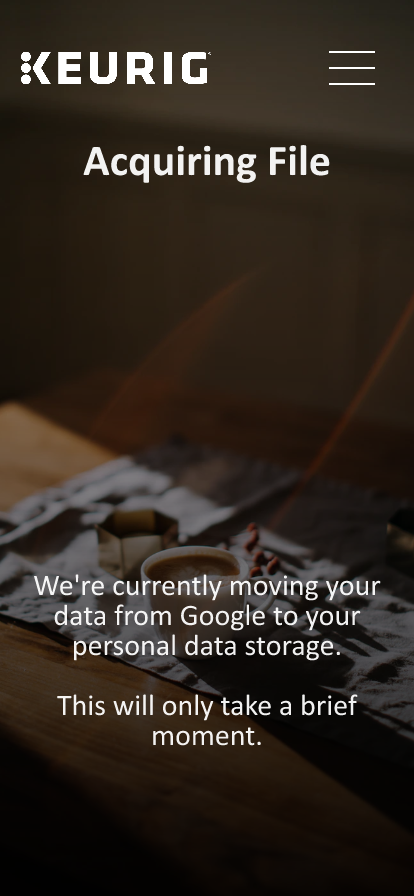 KEURIG
Acquiring File
We're currently moving your
data from Google to your
personal data storage.
This will only take a brief
moment.